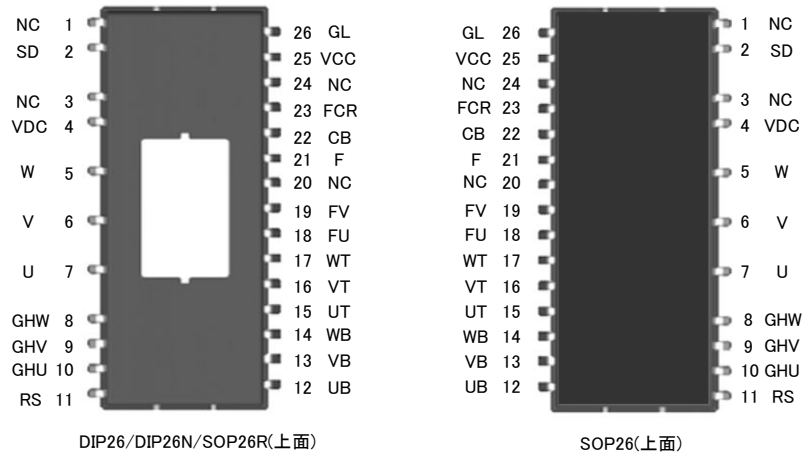 NC 1
SD 2
NC 3
VDC 4
W 5
V 6
U 7
GHW 8
GHV 9
GHU 10
RS 11
26 GL
25 VCC
24 NC
23 FCR
22 CB
21 F
20 NC
19 FV
18 FU
17 WT
16 VT
15 UT
14 WB
13 VB
12 UB
DIP26/DIP26N/SOP26R(上面)
GL 26
VCC 25
NC 24
FCR 23
CB 22
F 21
NC 20
FV 19
FU 18
WT 17
VT 16
UT 15
WB 14
VB 13
UB 12
1 NC
2 SD
3 NC
4 VDC
5 W
6 V
7 U
8 GHW
9 GHV
10 GHU
11 RS
SOP26(上面)